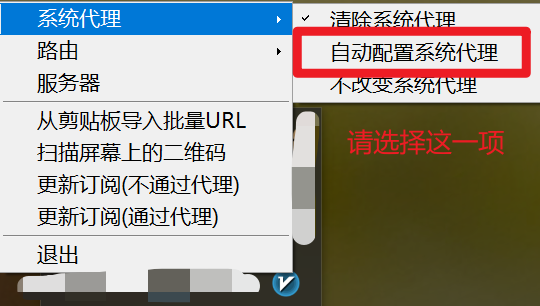 系统代理
路由
服务器
从剪贴板导入批量URL
扫描屏幕上的二维码
更新订阅(不通过代理)
更新订阅(通过代理)
退出
清除系统代理
自动配置系统代理
不改变系统代理
请选择这一项